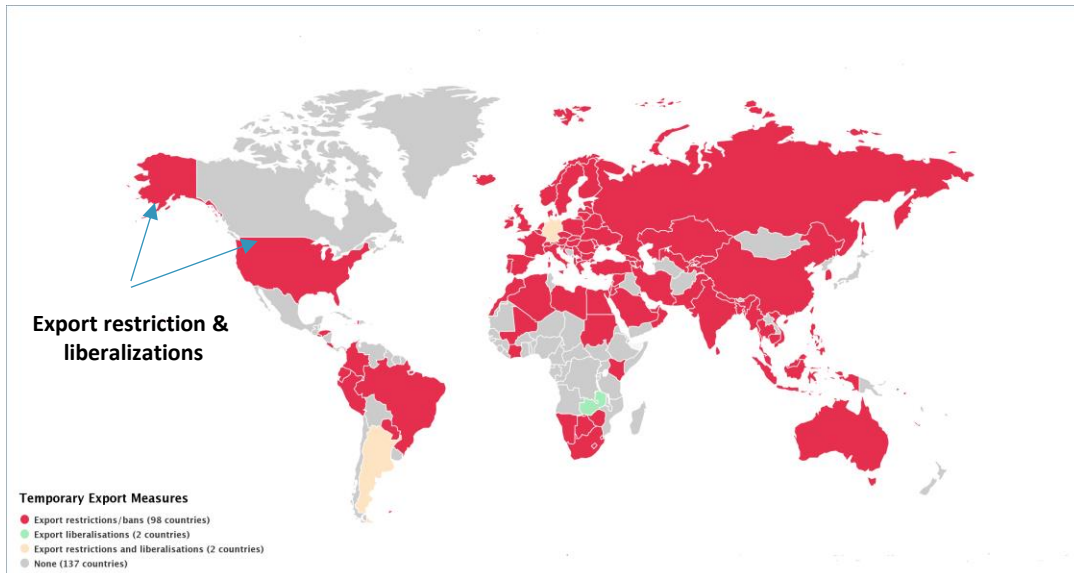 Export restriction &
liberalizations
Temporary Export Measures
Export restrictions/bans (98 countries)
Export liberalisations (2 countries)
Export restrictions and liberalisations (2 countries)
None (137 countries)